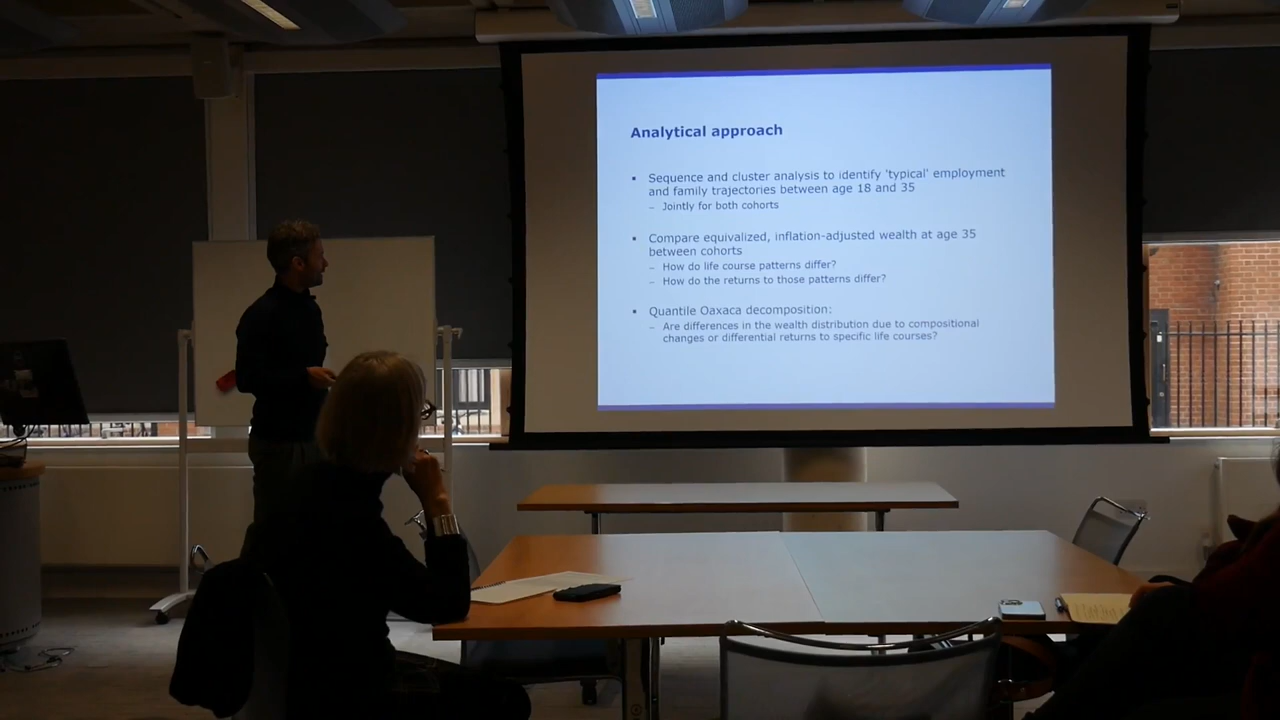 Analytical approach
▪ Sequence and cluster analysis to identify 'typical' employment
and family trajectories between age 18 and 35
– Jointly for both cohorts
▪ Compare equivalized, inflation-adjusted wealth at age 35
between cohorts
– How do life course patterns differ?
– How do the returns to those patterns differ?
▪ Quantile Oaxaca decomposition:
– Are differences in the wealth distribution due to compositional
changes or differential returns to specific life courses?